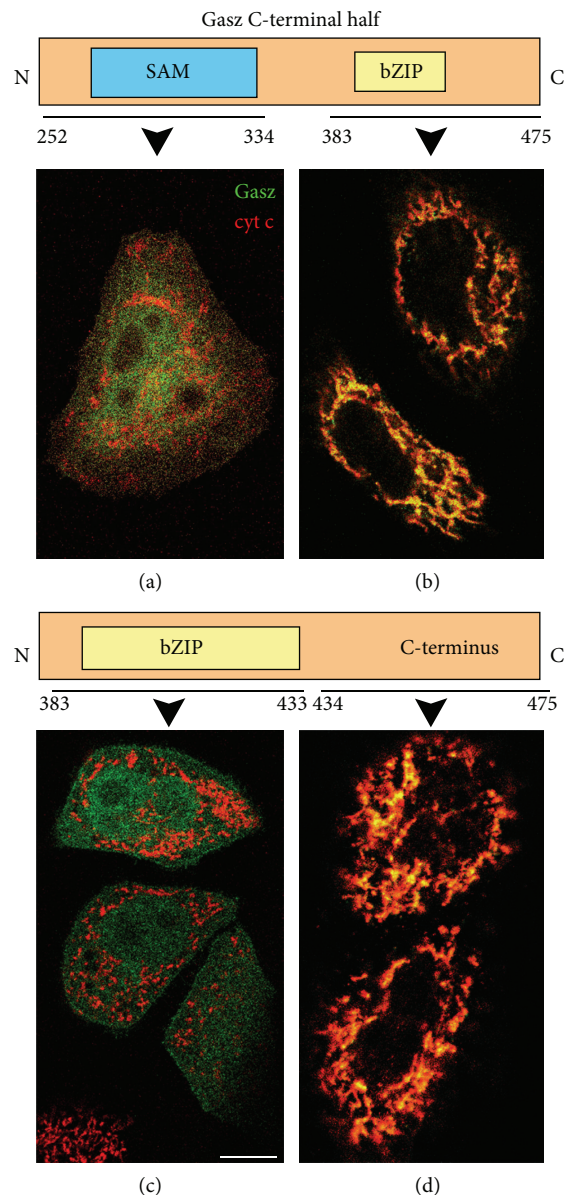 Gasz C-terminal half
N SAM bZIP C
252 334 383 475
Gasz
cyt c
(a) (b)
N bZIP C-terminus C
383 433 434 475
(c) (d)